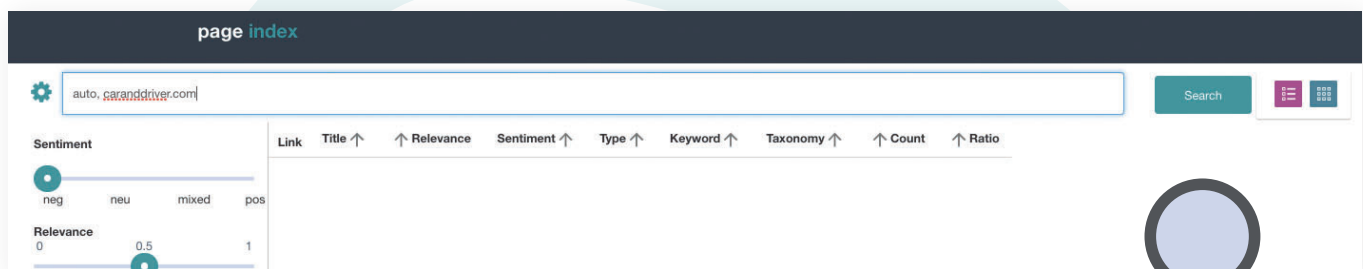 page index
auto, caranddriver.com
Search
Sentiment
Link Title Relevance Sentiment Type Keyword Taxonomy Count Ratio
neg neu mixed pos
Relevance
0 0.5 1